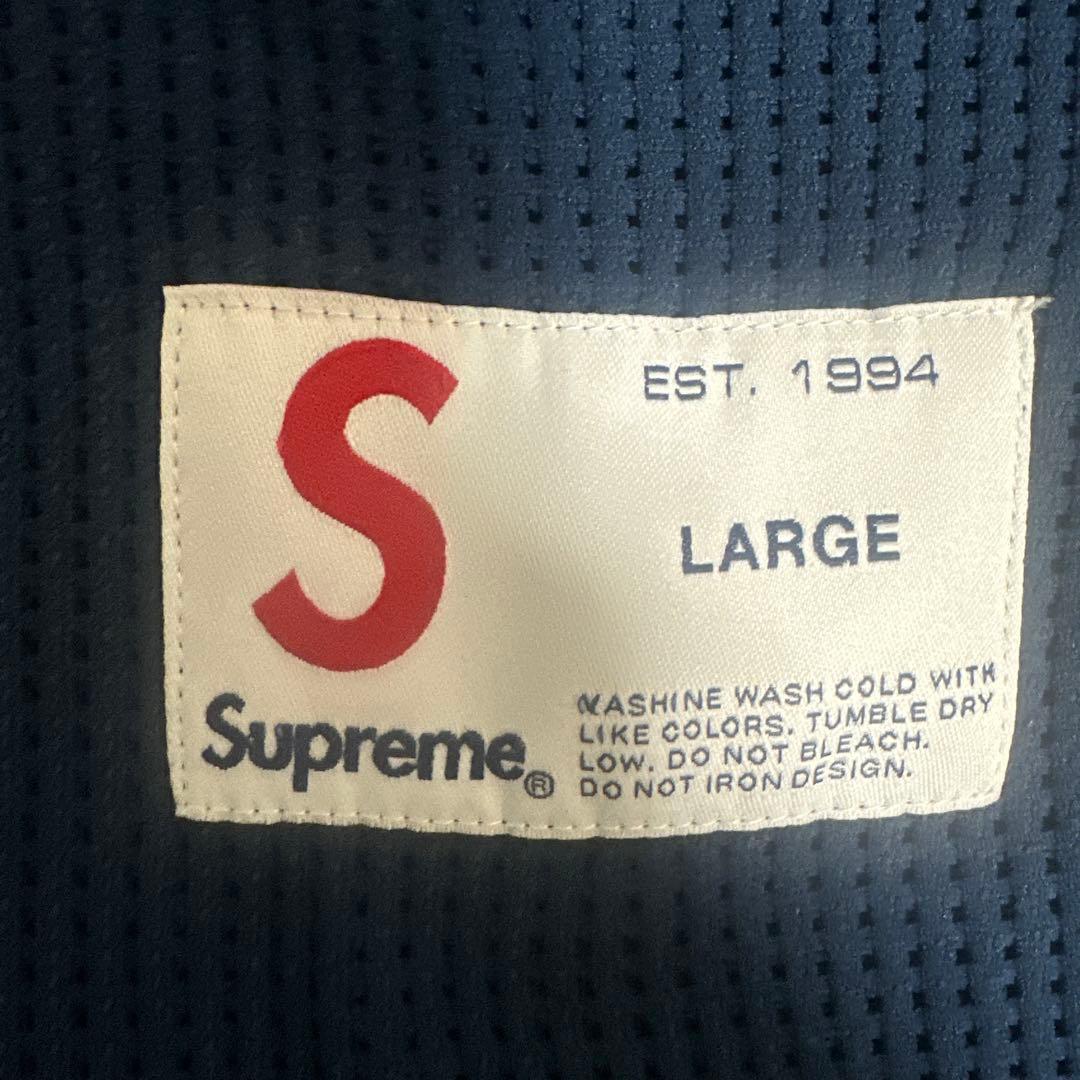 S
EST. 1994
LARGE
Supreme®
MASHINE WASH COLD WITH
LIKE COLORS. TUMBLE DRY
LOW. DO NOT BLEACH.
DO NOT IRON DESIGN.